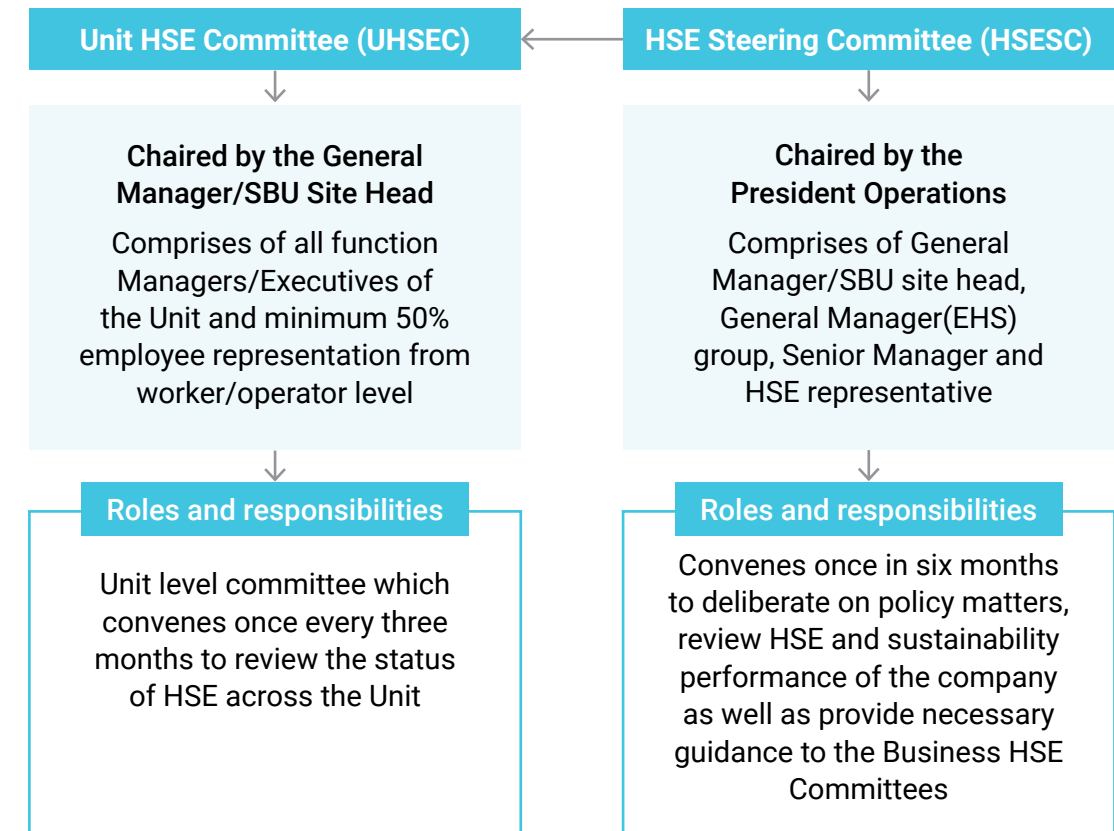 Unit HSE Committee (UHSEC)
Chaired by the General
Manager/SBU Site Head
Comprises of all function
Managers/Executives of
the Unit and minimum 50%
employee representation from
worker/operator level
Roles and responsibilities
Unit level committee which
convenes once every three
months to review the status
of HSE across the Unit
HSE Steering Committee (HSESC)
Chaired by the
President Operations
Comprises of General
Manager/SBU site head,
General Manager(EHS)
group, Senior Manager and
HSE representative
Roles and responsibilities
Convenes once in six months
to deliberate on policy matters,
review HSE and sustainability
performance of the company
as well as provide necessary
guidance to the Business HSE
Committees